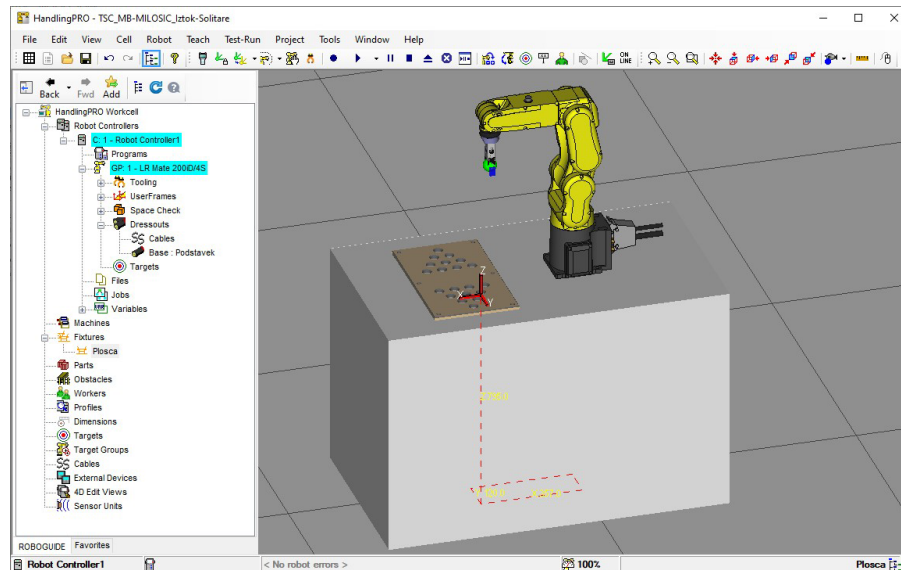 HandlingPRO - TSC_MB-MILOSIC_Iztok-Solitare
File Edit View Cell Robot Teach Test-Run Project Tools Window Help
ON
LINE
Back Fwd Add
HandlingPRO Workcell
Robot Controllers
C: 1 - Robot Controller1
Programs
GP: 1 - LR Mate 200iD/4S
Tooling
UserFrames
Space Check
Dressouts
Cables
Base : Podstavek
Targets
Files
Jobs
Variables
Machines
Fixtures
Plosca
Parts
Obstacles
Workers
Profiles
Dimensions
Targets
Target Groups
Cables
External Devices
4D Edit Views
Sensor Units
Z
X
Y
ROBOGUIDE Favorites
Robot Controller1 < No robot errors > 100% Plosca